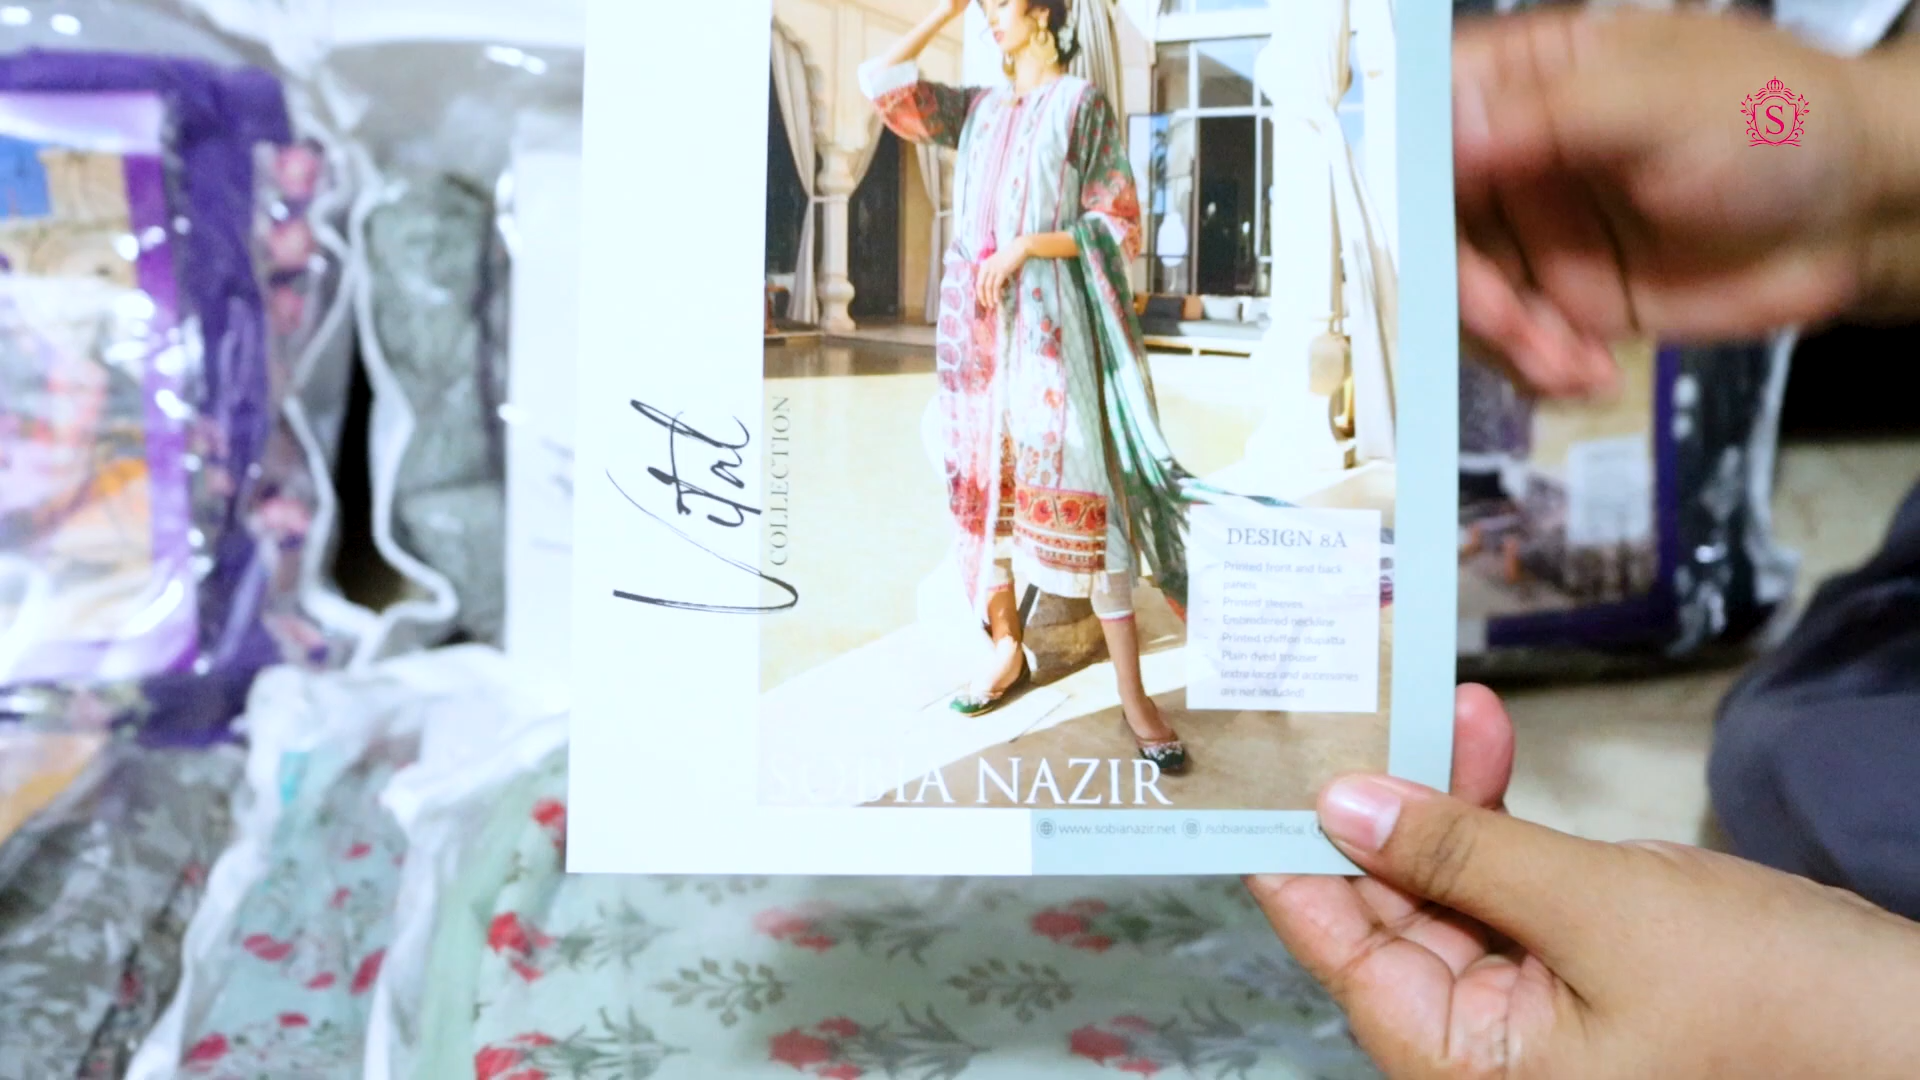 S
Vital
COLLECTION
DESIGN 8A
- Printed front and back
panels
- Printed sleeves
- Embroidered neckline
- Printed chiffon dupatta
- Plain dyed trouser
(extra laces and accessories
are not included)
SOBIA NAZIR
www.sobianazir.net /sobianazirofficial